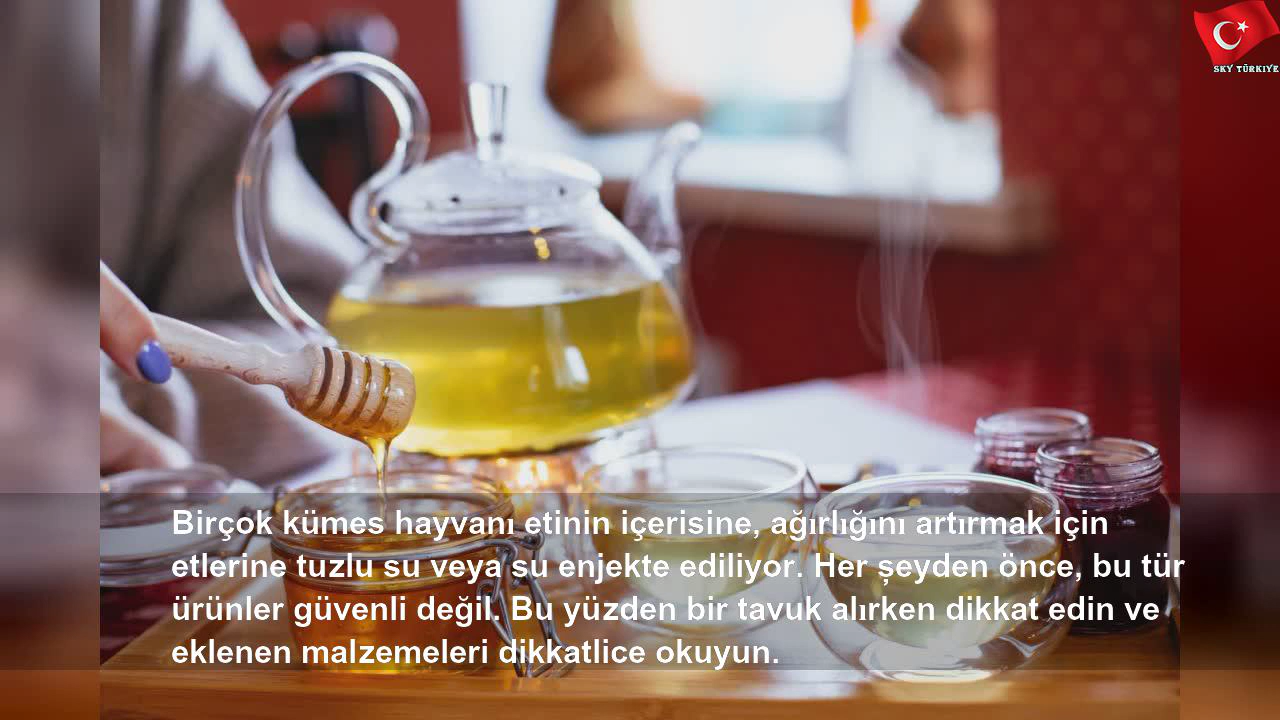 SKY TÜRKIYE
Birçok kümes hayvanı etinin içerisine, ağırlığını artırmak için
etlerine tuzlu su veya su enjekte ediliyor. Her şeyden önce, bu tür
ürünler güvenli değil. Bu yüzden bir tavuk alırken dikkat edin ve
eklenen malzemeleri dikkatlice okuyun.